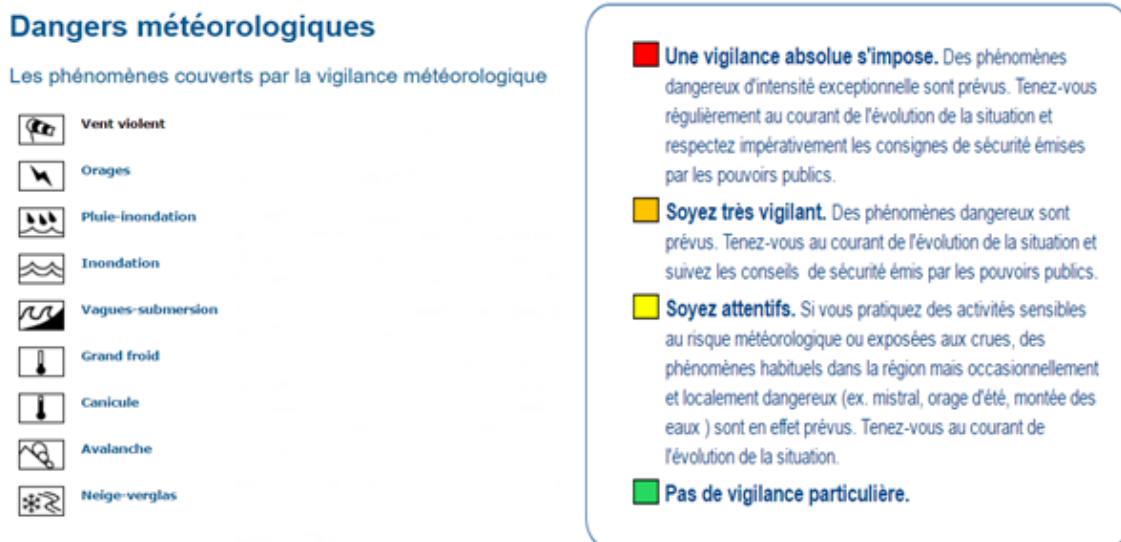 Dangers météorologiques
Les phénomènes couverts par la vigilance météorologique
Vent violent
Orages
Pluie-inondation
Inondation
Vagues-submersion
Grand froid
Canicule
Avalanche
Neige-verglas
Une vigilance absolue s'impose. Des phénomènes
dangereux d'intensité exceptionnelle sont prévus. Tenez-vous
régulièrement au courant de l'évolution de la situation et
respectez impérativement les consignes de sécurité émises
par les pouvoirs publics.
Soyez très vigilant. Des phénomènes dangereux sont
prévus. Tenez-vous au courant de l'évolution de la situation et
suivez les conseils de sécurité émis par les pouvoirs publics.
Soyez attentifs. Si vous pratiquez des activités sensibles
au risque météorologique ou exposées aux crues, des
phénomènes habituels dans la région mais occasionnellement
et localement dangereux (ex. mistral, orage d'été, montée des
eaux ) sont en effet prévus. Tenez-vous au courant de
l'évolution de la situation.
Pas de vigilance particulière.